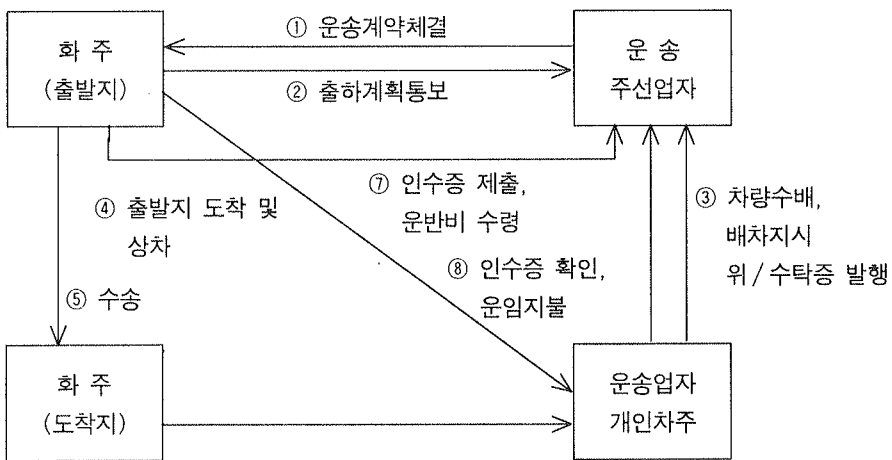 화 주
(출발지)
① 운송계약체결
② 출하계획통보
운 송
주선업자
④ 출발지 도착 및
상차
⑦ 인수증 제출,
운반비 수령
③ 차량수배,
배차지시
위/수탁증 발행
⑧ 인수증 확인,
운임지불
⑤ 수송
화 주
(도착지)
운송업자
개인차주